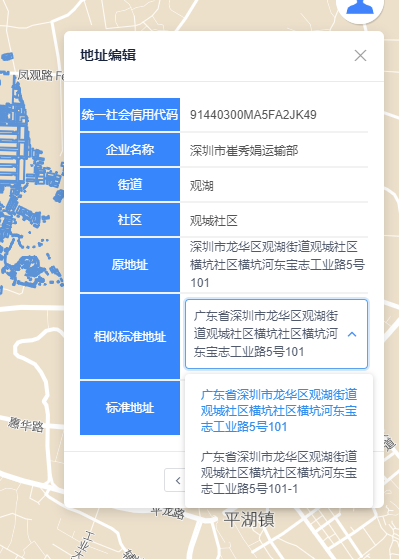 凤观路 Fe
地址编辑
统一社会信用代码 91440300MA5FA2JK49
企业名称 深圳市崔秀娟运输部
街道 观湖
社区 观城社区
原地址
深圳市龙华区观湖街道观城社区
横坑社区横坑河东宝志工业路5号
101
相似标准地址
广东省深圳市龙华区观湖街
道观城社区横坑社区横坑河
东宝志工业路5号101
标准地址
广东省深圳市龙华区观湖街道
观城社区横坑社区横坑河东宝
志工业路5号101
广东省深圳市龙华区观湖街道
观城社区横坑社区横坑河东宝
志工业路5号101-1
惠华路
平龙路
平湖镇
辅城